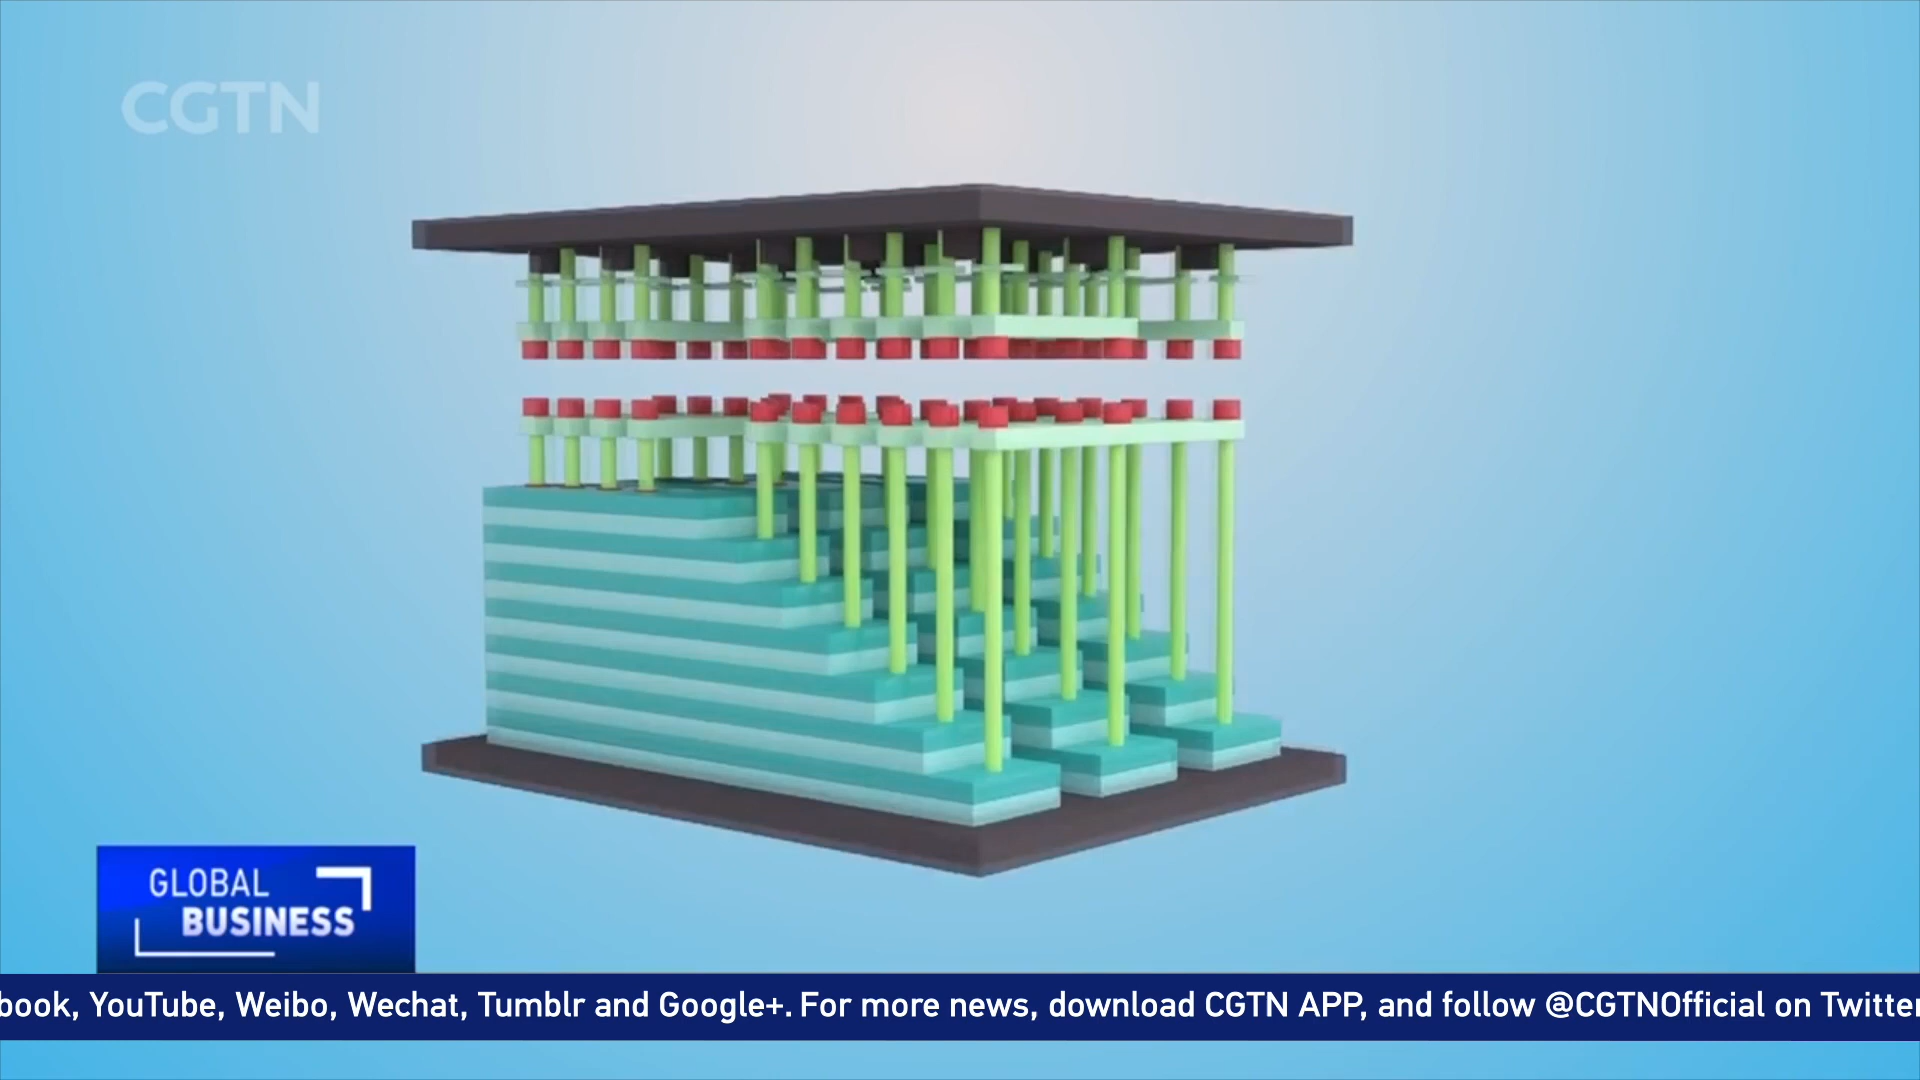 CGTN
GLOBAL
BUSINESS
book, YouTube, Weibo, Wechat, Tumblr and Google+. For more news, download CGTN APP, and follow @CGTNOfficial on Twitter